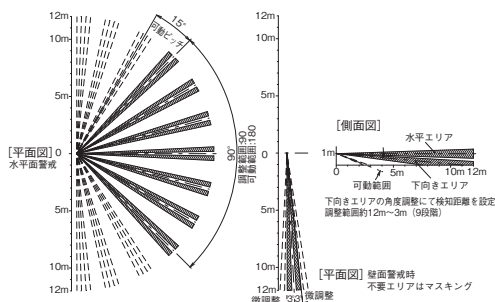 12m
10m
5m
[平面図] 0
水平面警戒
5m
10m
12m
15°
可動ピッチ
90°
調整範囲:90
可動範囲:180
12m
10m
5m
0
5m
10m
12m
微調整
3°3°
微調整
[側面図]
水平エリア
1m
5m
10m 12m
可動範囲
下向きエリア
下向きエリアの角度調整にて検知距離を設定
調整範囲約12m〜3m(9段階)
[平面図] 壁面警戒時
不要エリアはマスキング